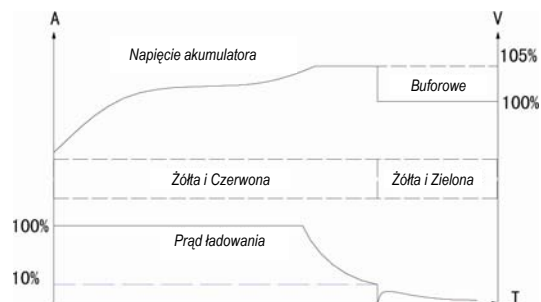 A
V
Napięcie akumulatora
105%
Buforowe
100%
Żółta i Czerwona
Żółta i Zielona
100%
Prąd ładowania
10%
T